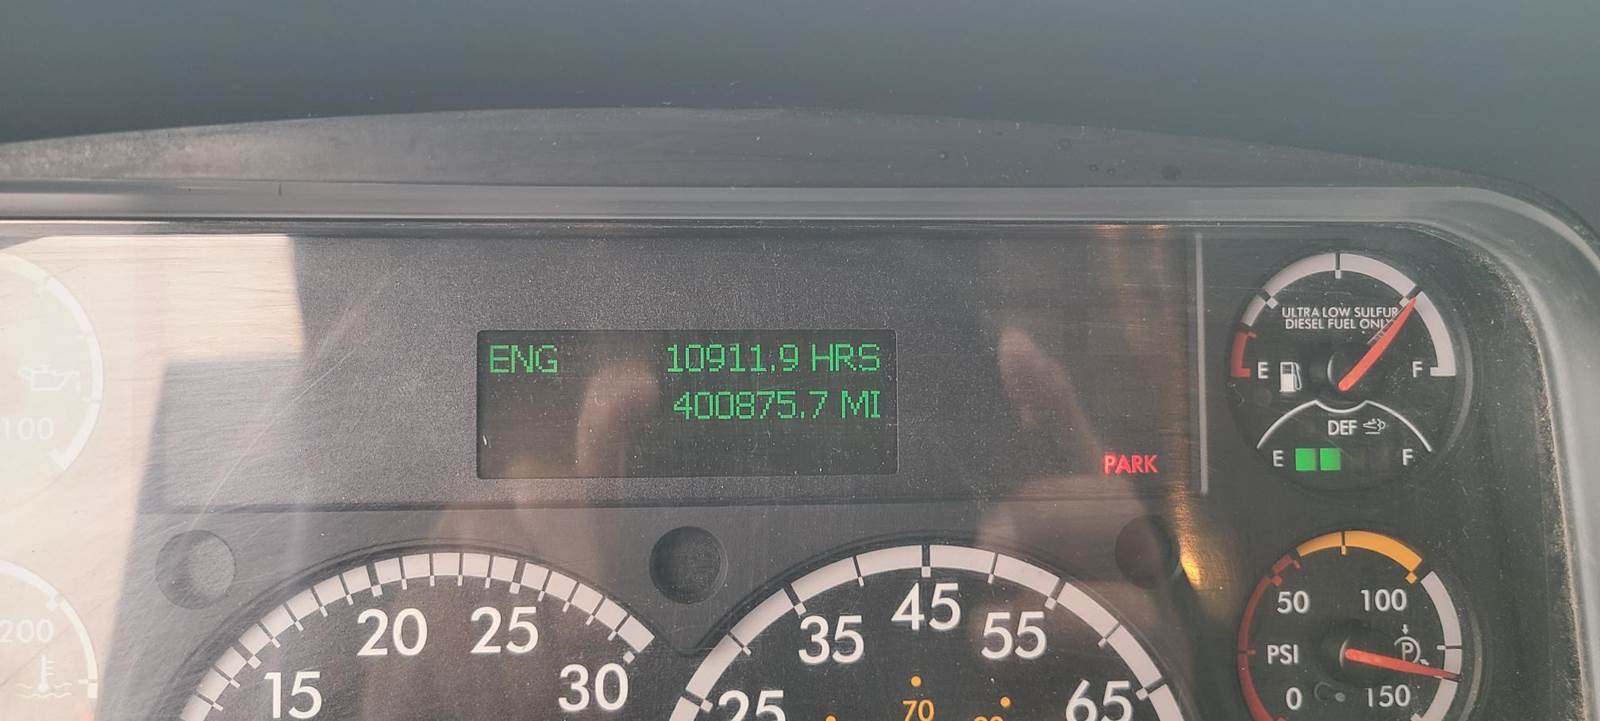 ENG 10911.9 HRS
400875.7 MI
PARK
ULTRA LOW SULFUR
DIESEL FUEL ONLY
E F
DEF
E F
100
200
15 20 25 30
25 35 45 55 65
70
50 100
PSI P
0 150